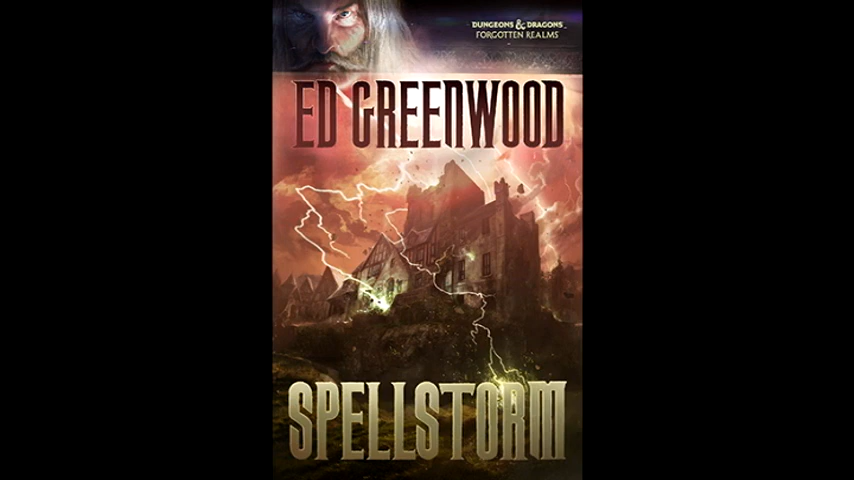 DUNGEONS & DRAGONS
FORGOTTEN REALMS
ED GREENWOOD
SPELLSTORM